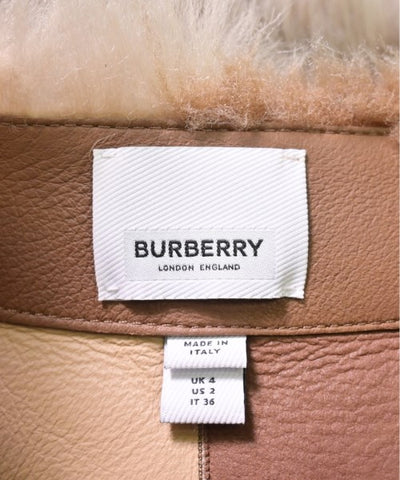 BURBERRY
LONDON ENGLAND
MADE IN
ITALY
UK 4
US 2
IT 36